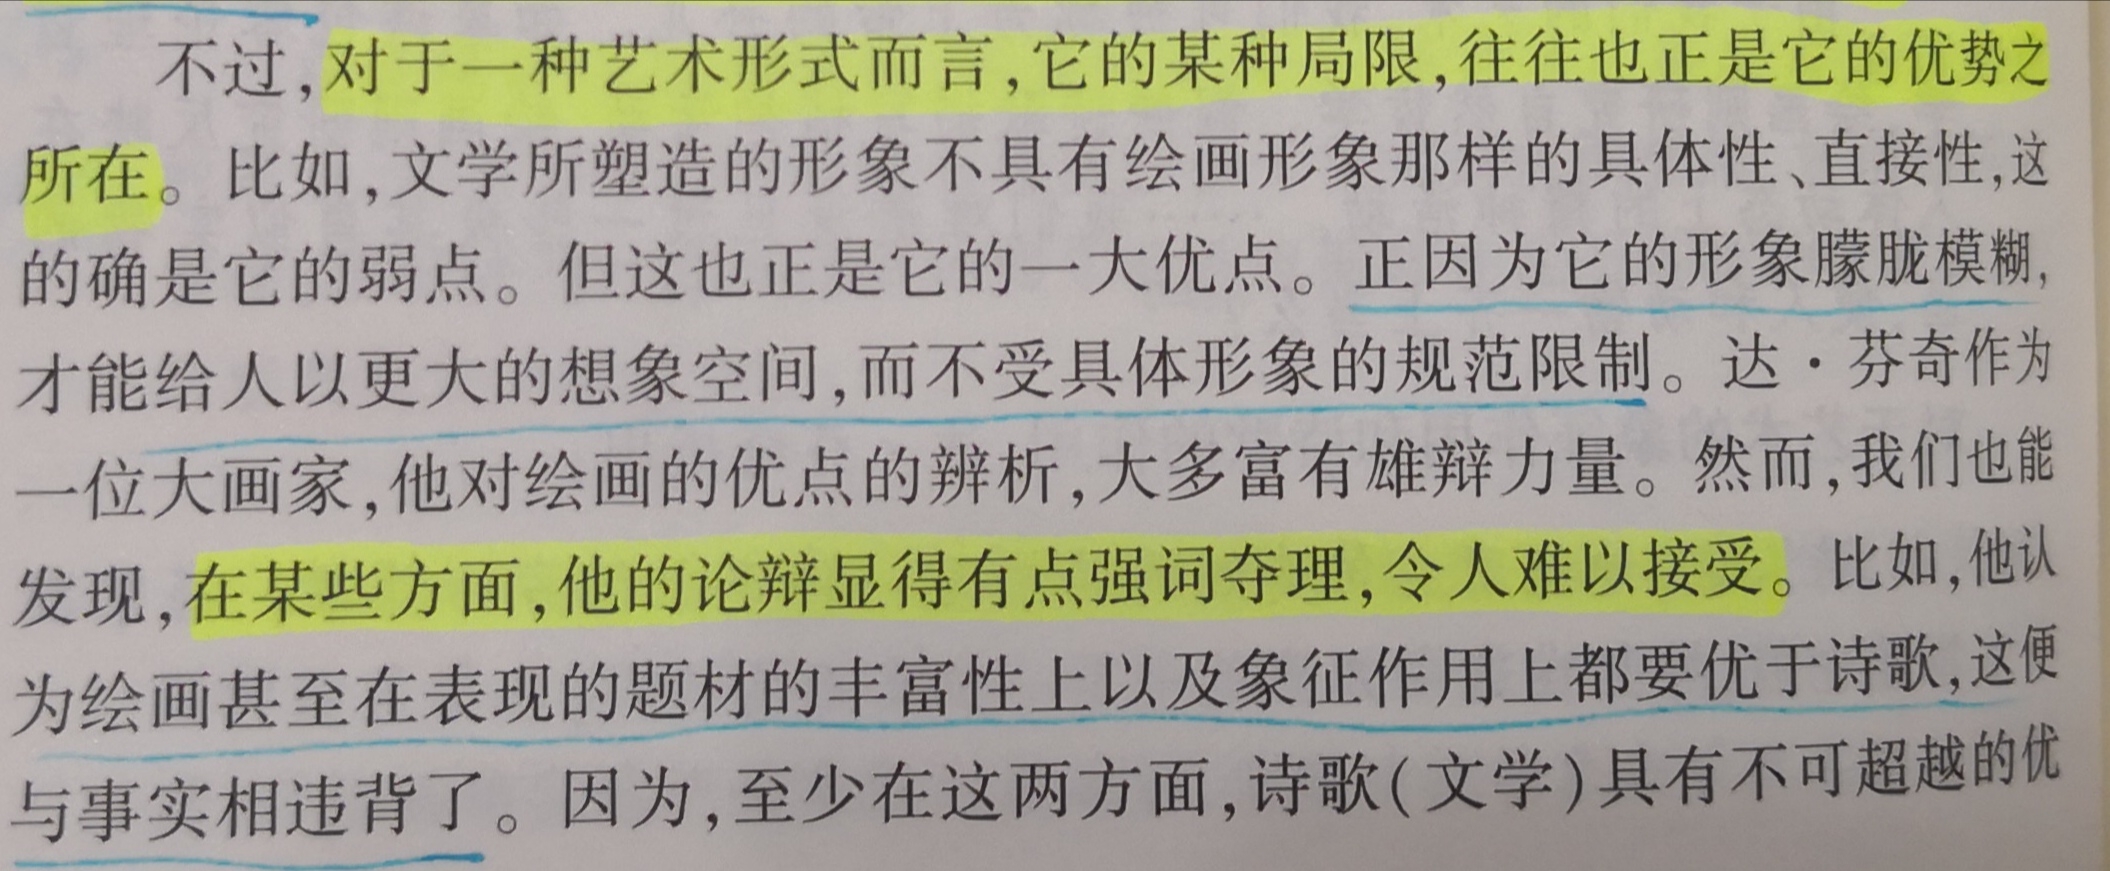 不过,对于一种艺术形式而言,它的某种局限,往往也正是它的优势之
所在。比如,文学所塑造的形象不具有绘画形象那样的具体性、直接性,这
的确是它的弱点。但这也正是它的一大优点。正因为它的形象朦胧模糊,
才能给人以更大的想象空间,而不受具体形象的规范限制。达·芬奇作为
一位大画家,他对绘画的优点的辨析,大多富有雄辩力量。然而,我们也能
发现,在某些方面,他的论辩显得有点强词夺理,令人难以接受。比如,他认
为绘画甚至在表现的题材的丰富性上以及象征作用上都要优于诗歌,这便
与事实相违背了。因为,至少在这两方面,诗歌(文学)具有不可超越的优